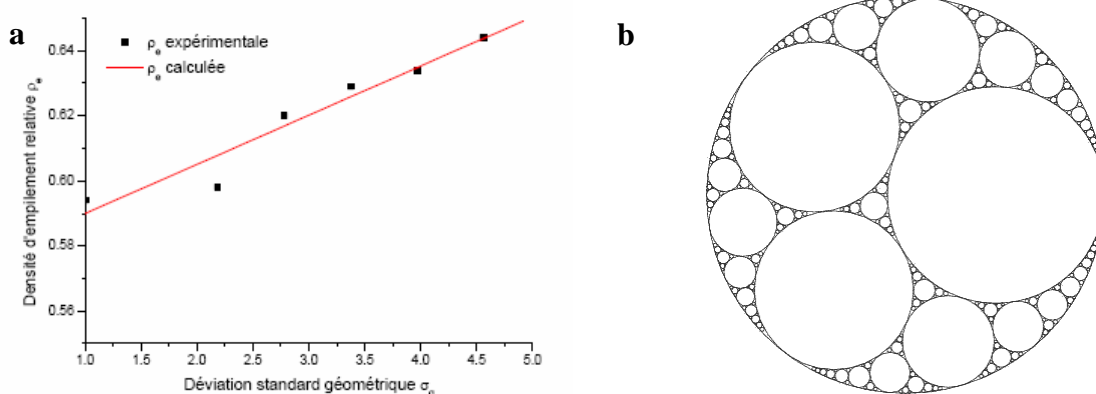 a
b
ρe expérimentale
ρe calculée
Densité d'empilement relative ρe
0.64
0.62
0.60
0.58
0.56
1.0 1.5 2.0 2.5 3.0 3.5 4.0 4.5 5.0
Déviation standard géométrique σ